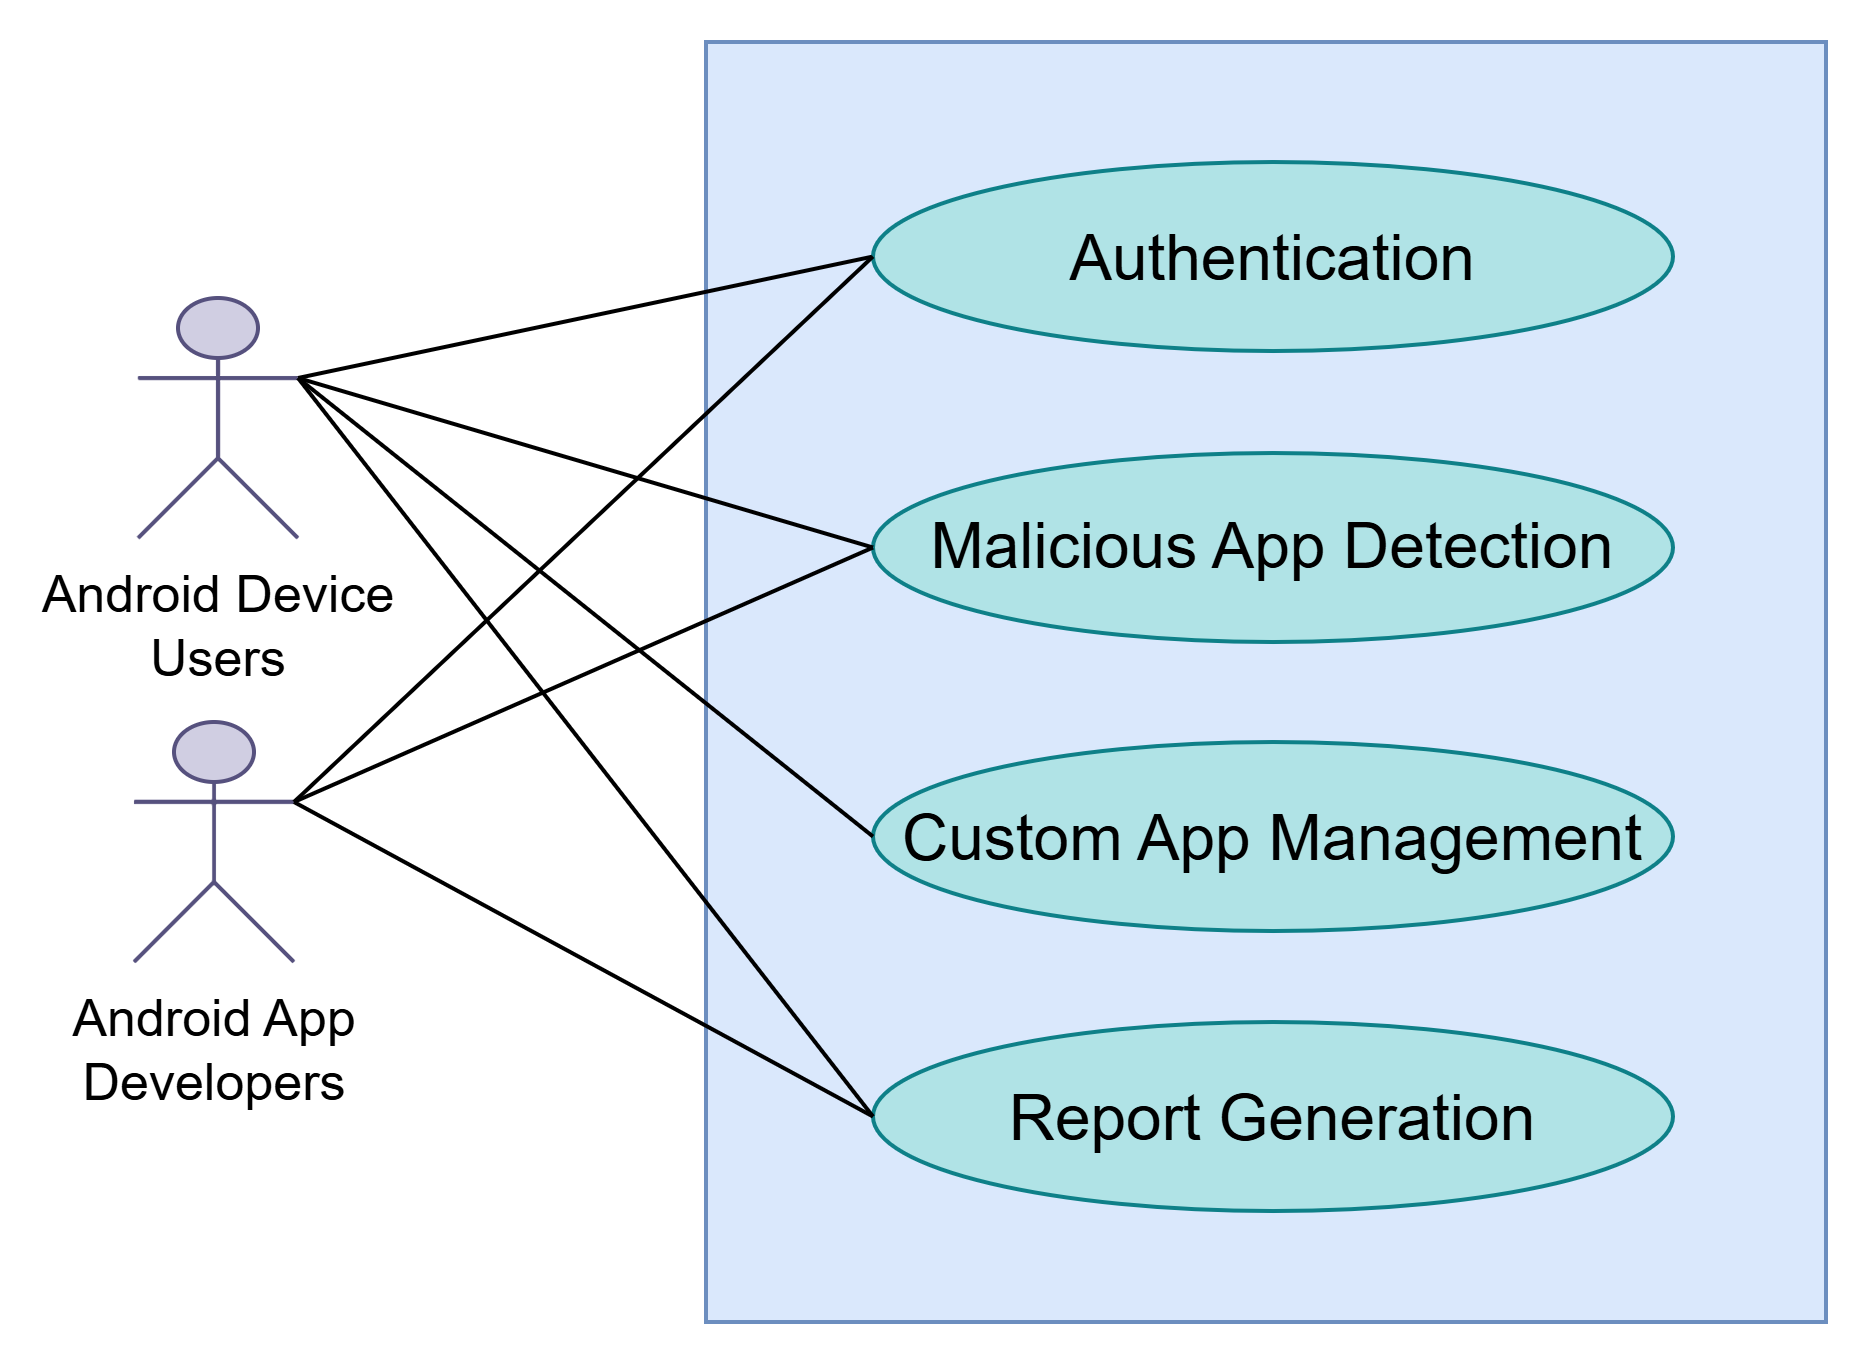 Android Device
Users
Android App
Developers
Authentication
Malicious App Detection
Custom App Management
Report Generation